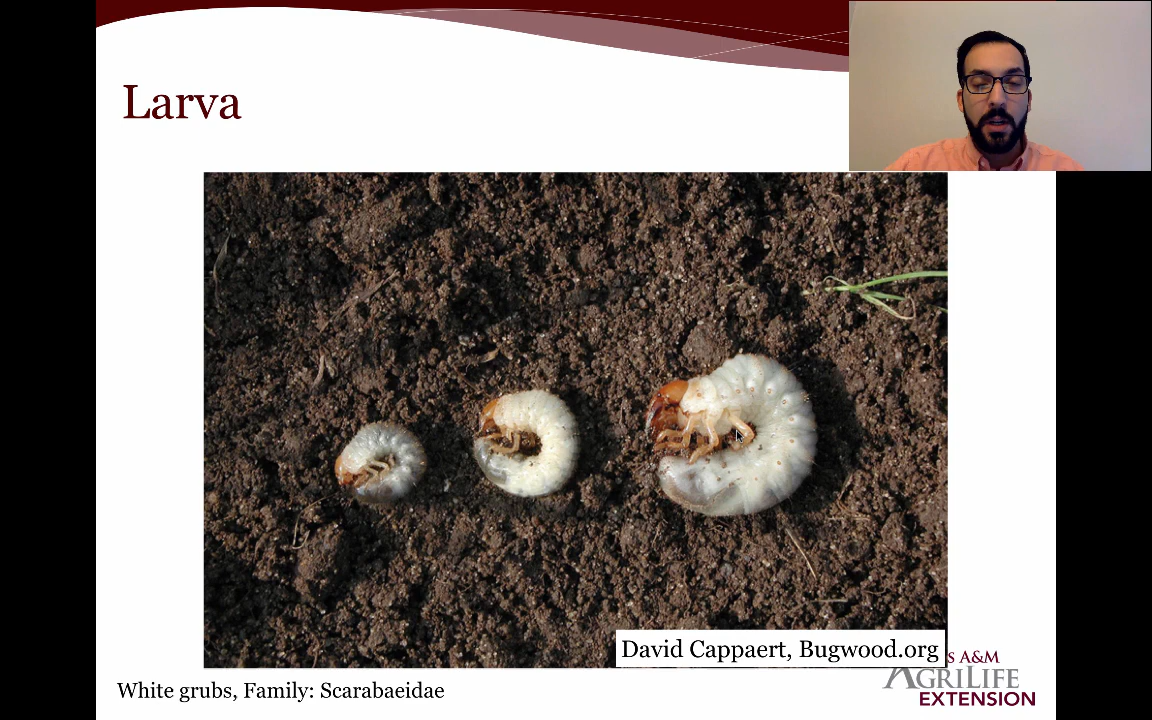 Larva
David Cappaert, Bugwood.org
S A&M
AGRILIFE
EXTENSION
White grubs, Family: Scarabaeidae